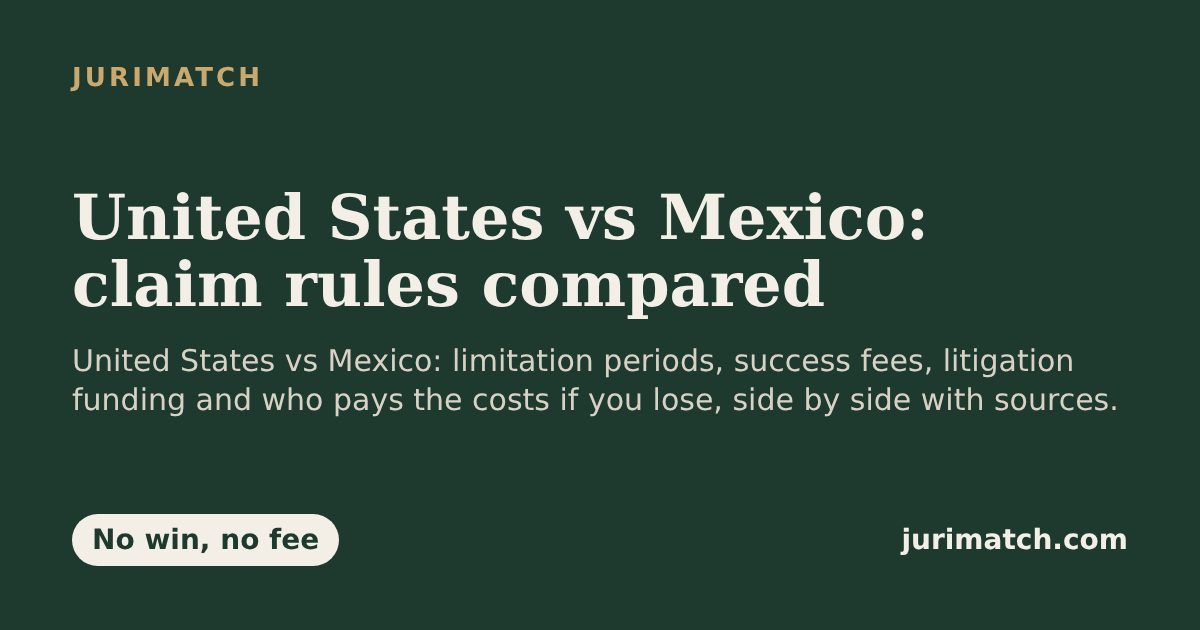 JURIMATCH
United States vs Mexico:
claim rules compared
United States vs Mexico: limitation periods, success fees, litigation
funding and who pays the costs if you lose, side by side with sources.
No win, no fee
jurimatch.com